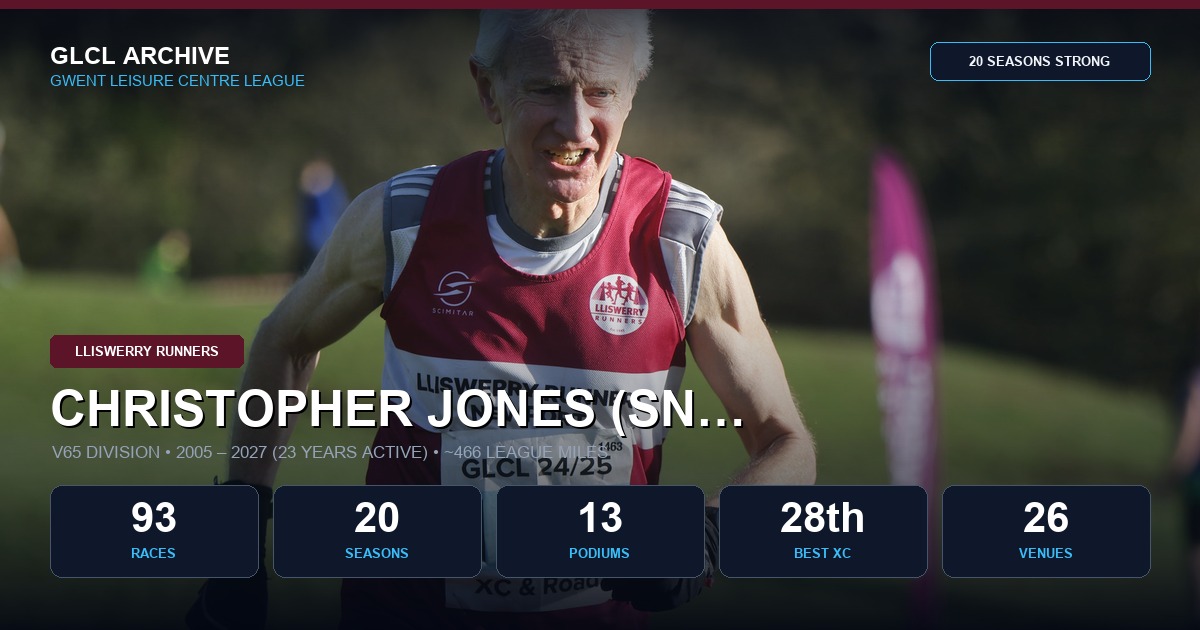 GLCL ARCHIVE
GWENT LEISURE CENTRE LEAGUE
20 SEASONS STRONG
SCIMITAR
LLISWERRY
RUNNERS
LLISWERRY RUNNERS
LLISWERRY RUNNE
CHRISTOPHER JONES (SN...
V65 DIVISION • 2005 – 2027 (23 YEARS ACTIVE) • ~466 LEAGUE MILES
1463
GLCL 24/25
93
RACES
20
SEASONS
13
PODIUMS
28th
BEST XC
26
VENUES
XC & Road